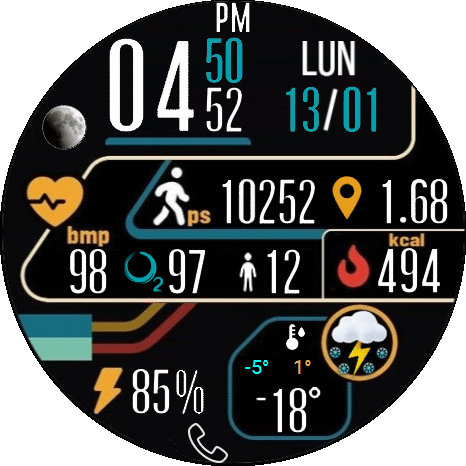 PM
04 50 LUN
52 13/01
ps 10252 1.68
bmp kcal
98 2 97 12 494
-5° 1°
85% -18°